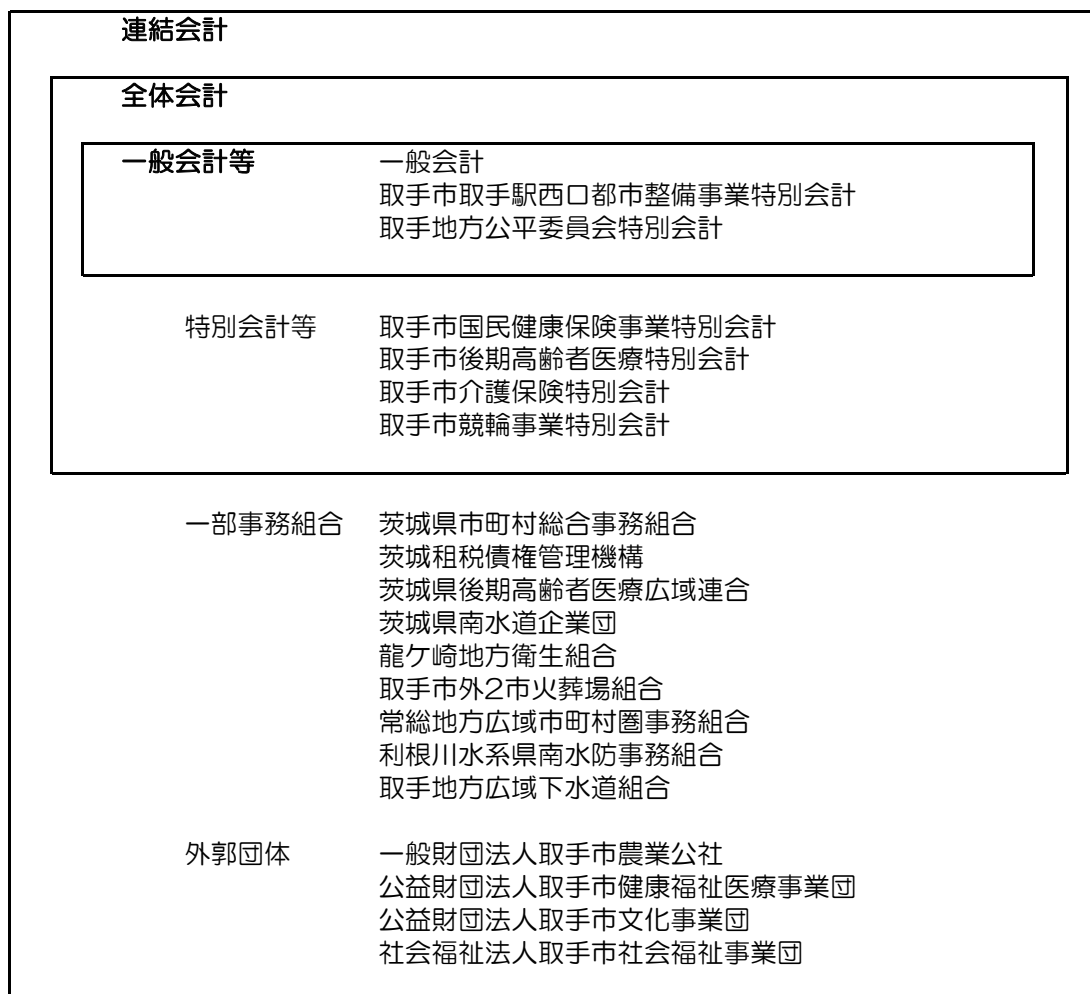 連結会計
全体会計
一般会計等 一般会計
取手市取手駅西口都市整備事業特別会計
取手地方公平委員会特別会計
特別会計等 取手市国民健康保険事業特別会計
取手市後期高齢者医療特別会計
取手市介護保険特別会計
取手市競輪事業特別会計
一部事務組合 茨城県市町村総合事務組合
茨城租税債権管理機構
茨城県後期高齢者医療広域連合
茨城県南水道企業団
龍ケ崎地方衛生組合
取手市外2市火葬場組合
常総地方広域市町村圏事務組合
利根川水系県南水防事務組合
取手地方広域下水道組合
外郭団体 一般財団法人取手市農業公社
公益財団法人取手市健康福祉医療事業団
公益財団法人取手市文化事業団
社会福祉法人取手市社会福祉事業団